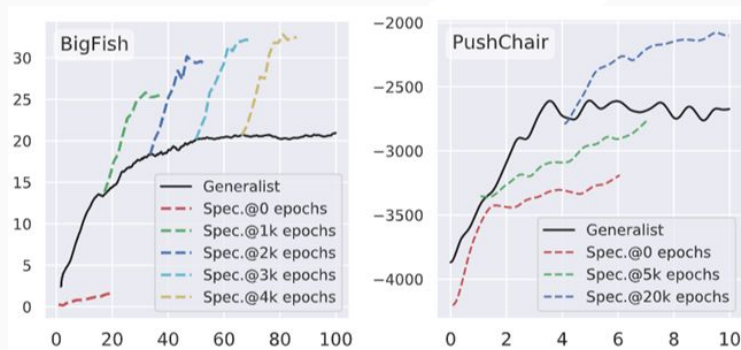 BigFish
30
25
20
15
10
5
0
0
20
40
60
80
100
Generalist
Spec.@0 epochs
Spec.@1k epochs
Spec.@2k epochs
Spec.@3k epochs
Spec.@4k epochs
PushChair
−2000
−2500
−3000
−3500
−4000
0
2
4
6
8
10
Generalist
Spec.@0 epochs
Spec.@5k epochs
Spec.@20k epochs